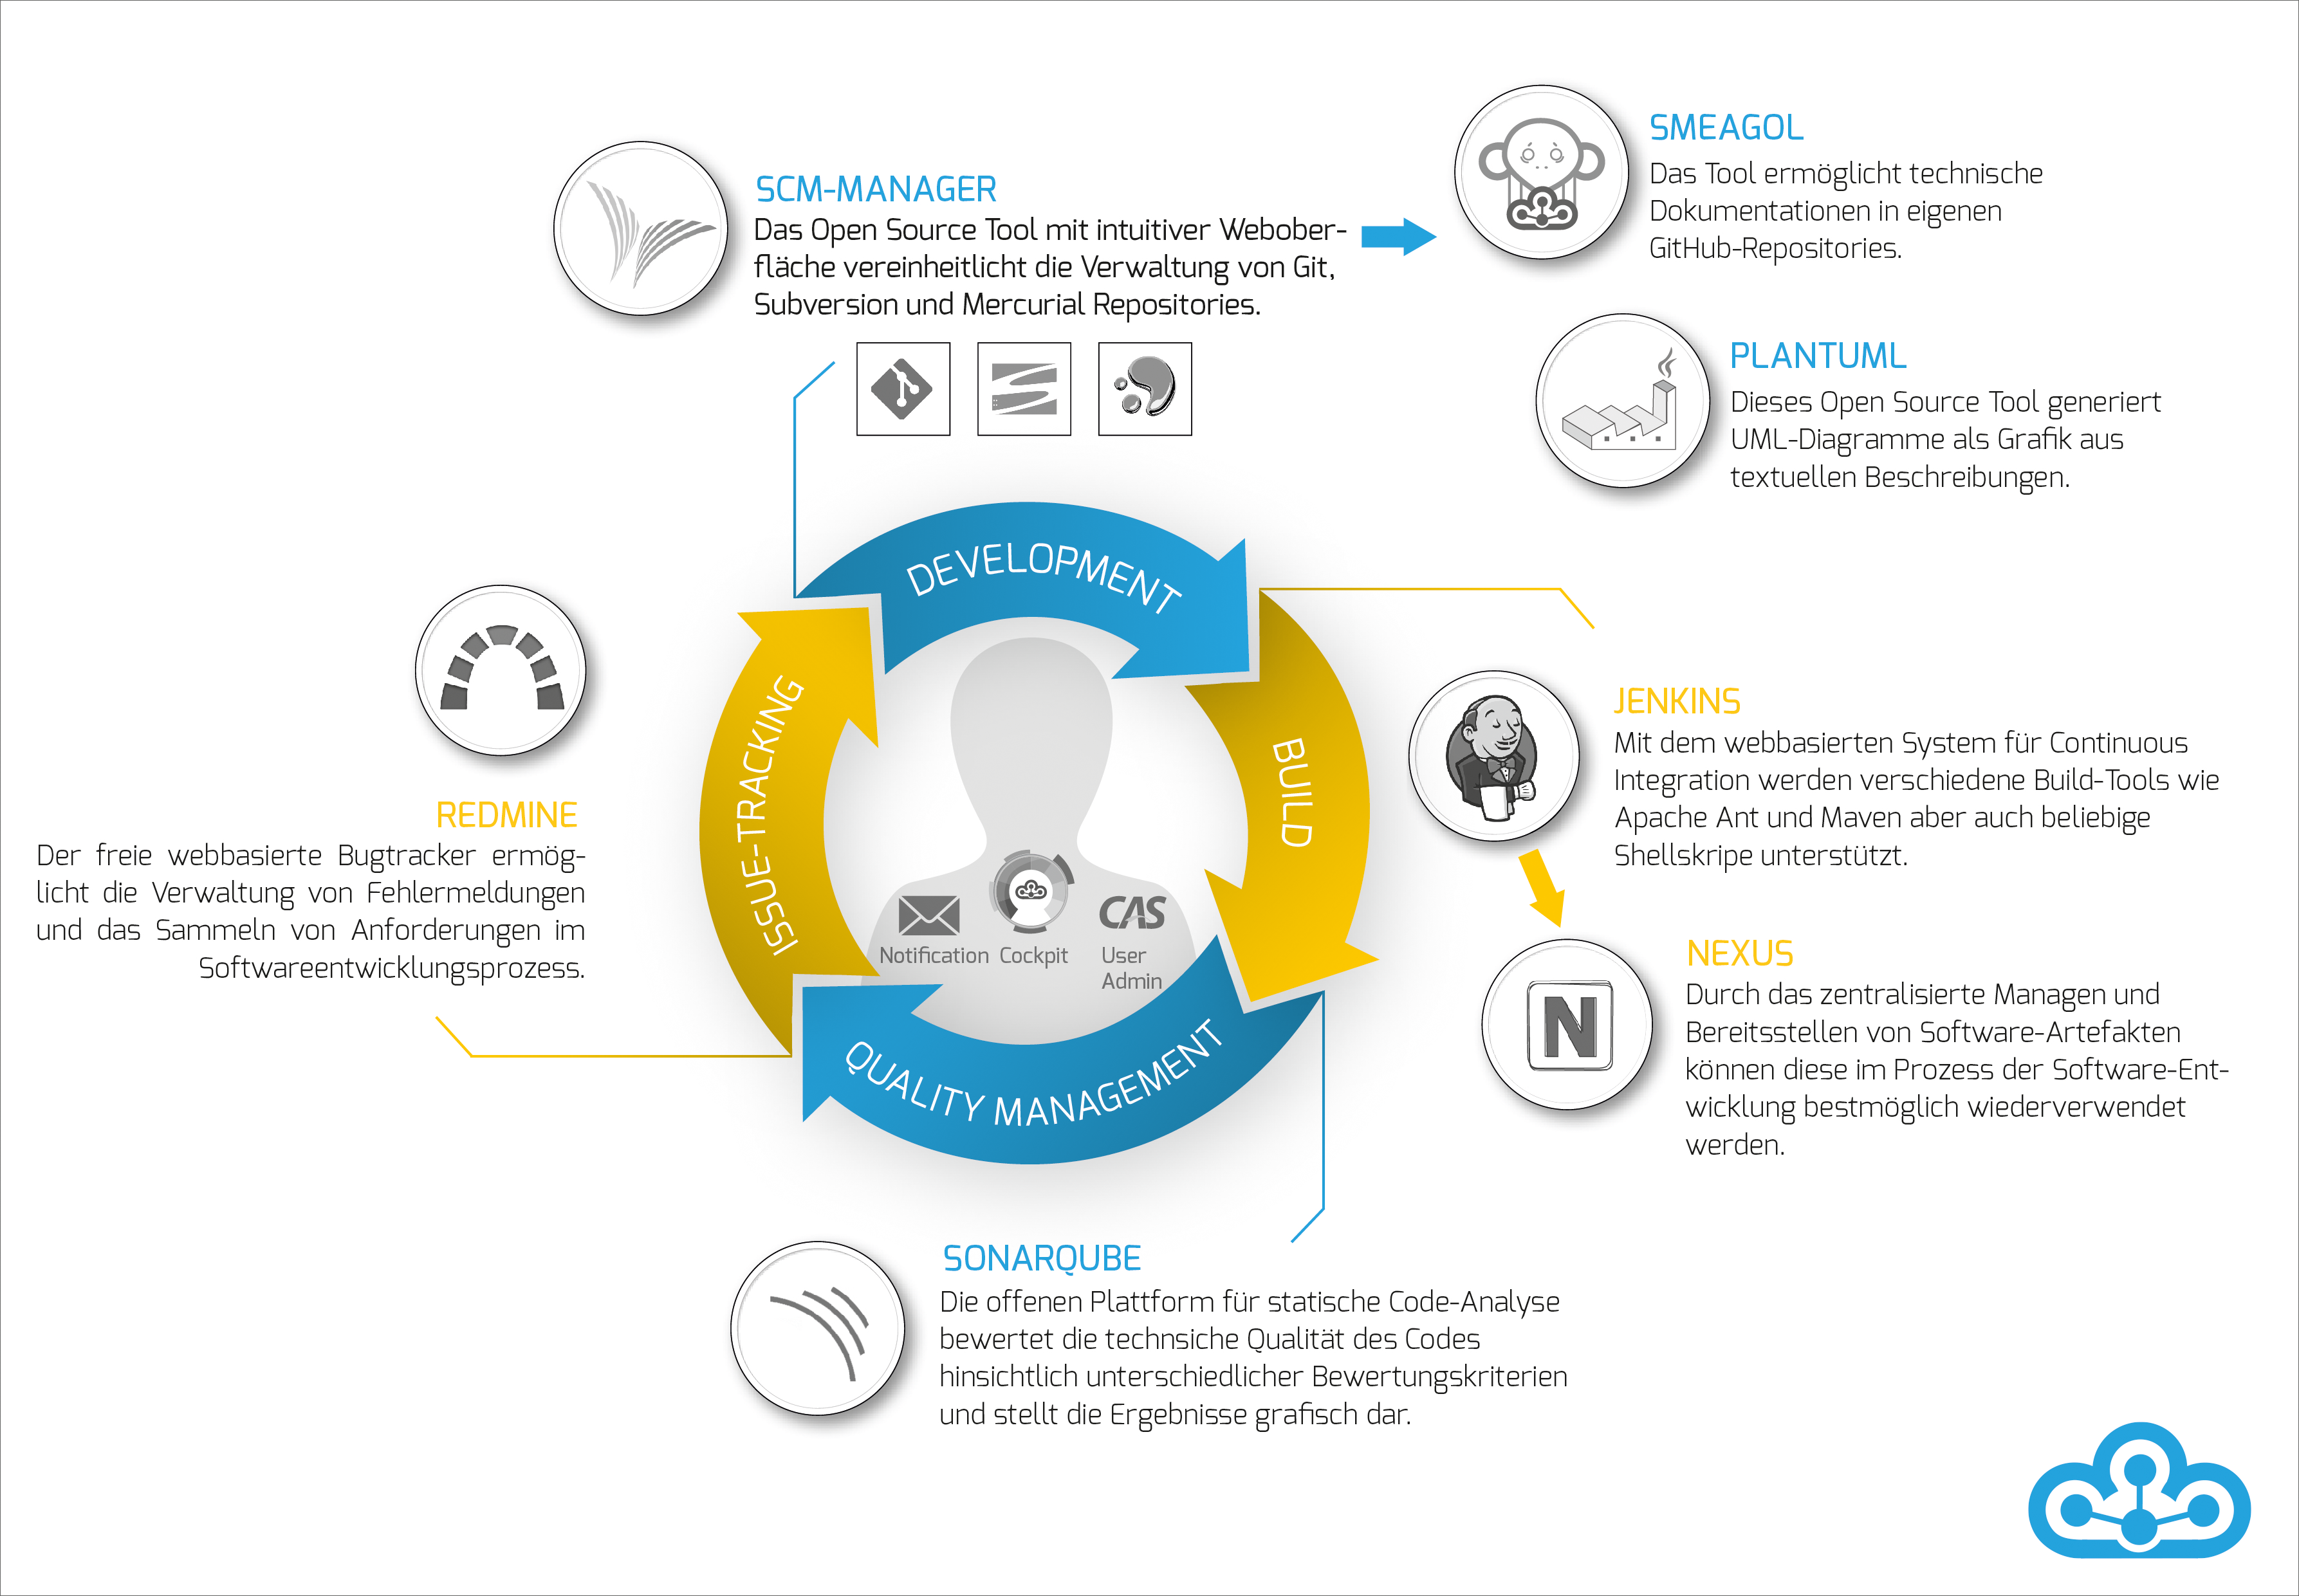 SMEAGOL
Das Tool ermöglicht technische
Dokumentationen in eigenen
GitHub-Repositories.
SCM-MANAGER
Das Open Source Tool mit intuitiver Webober-
fläche vereinheitlicht die Verwaltung von Git,
Subversion und Mercurial Repositories.
PLANTUML
Dieses Open Source Tool generiert
UML-Diagramme als Grafik aus
textuellen Beschreibungen.
DEVELOPMENT
BUILD
QUALITY MANAGEMENT
ISSUE-TRACKING
Notification
Cockpit
CAS
User
Admin
JENKINS
Mit dem webbasierten System für Continuous
Integration werden verschiedene Build-Tools wie
Apache Ant und Maven aber auch beliebige
Shellskripe unterstützt.
N
NEXUS
Durch das zentralisierte Managen und
Bereitsstellen von Software-Artefakten
können diese im Prozess der Software-Ent-
wicklung bestmöglich wiederverwendet
werden.
REDMINE
Der freie webbasierte Bugtracker ermög-
licht die Verwaltung von Fehlermeldungen
und das Sammeln von Anforderungen im
Softwareentwicklungsprozess.
SONARQUBE
Die offenen Plattform für statische Code-Analyse
bewertet die technsiche Qualität des Codes
hinsichtlich unterschiedlicher Bewertungskriterien
und stellt die Ergebnisse grafisch dar.